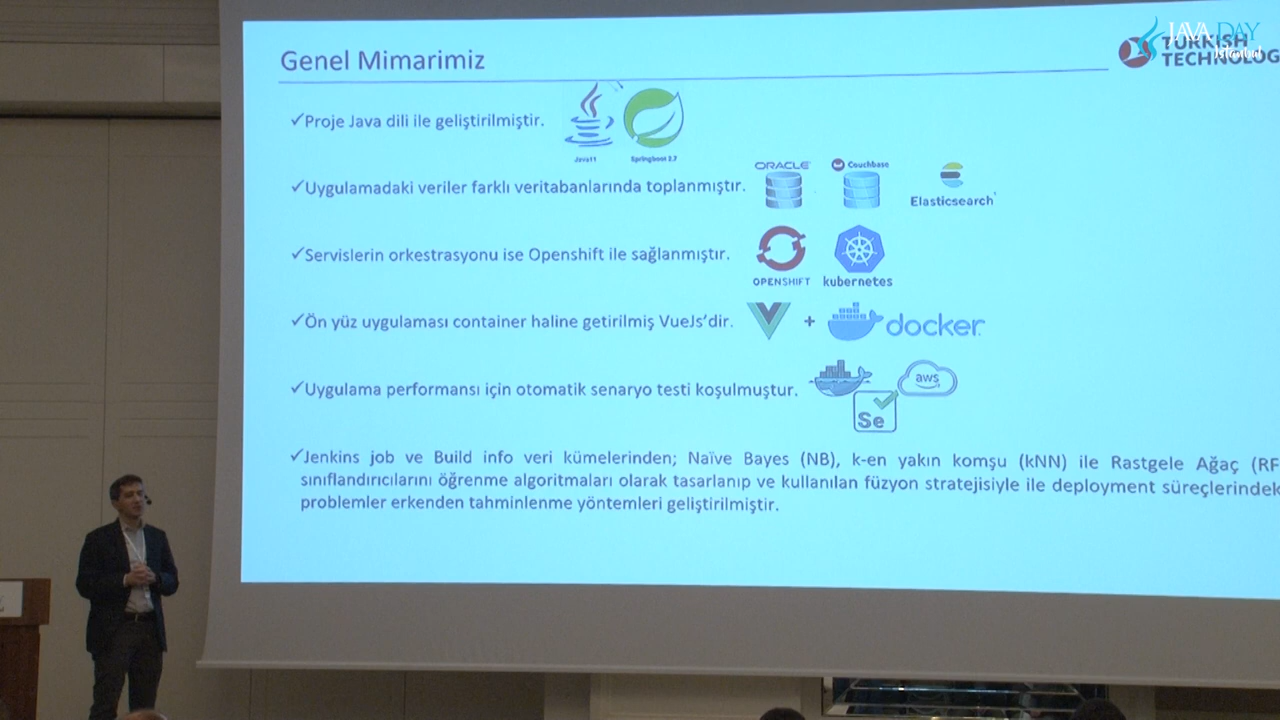 JAVA DAY
İstanbul
Genel Mimarimiz
TURKISH
TECHNOLOG
✓Proje Java dili ile geliştirilmiştir.
Java11
Springboot 2.7
✓Uygulamadaki veriler farklı veritabanlarında toplanmıştır.
ORACLE
Couchbase
Elasticsearch
✓Servislerin orkestrasyonu ise Openshift ile sağlanmıştır.
OPENSHIFT
kubernetes
✓Ön yüz uygulaması container haline getirilmiş VueJs’dir.
+
docker
✓Uygulama performansı için otomatik senaryo testi koşulmuştur.
aws
Se
✓Jenkins job ve Build info veri kümelerinden; Naïve Bayes (NB), k-en yakın komşu (kNN) ile Rastgele Ağaç (RF
sınıflandırıcılarını öğrenme algoritmaları olarak tasarlanıp ve kullanılan füzyon stratejisiyle ile deployment süreçlerindek
problemler erkenden tahminlenme yöntemleri geliştirilmiştir.